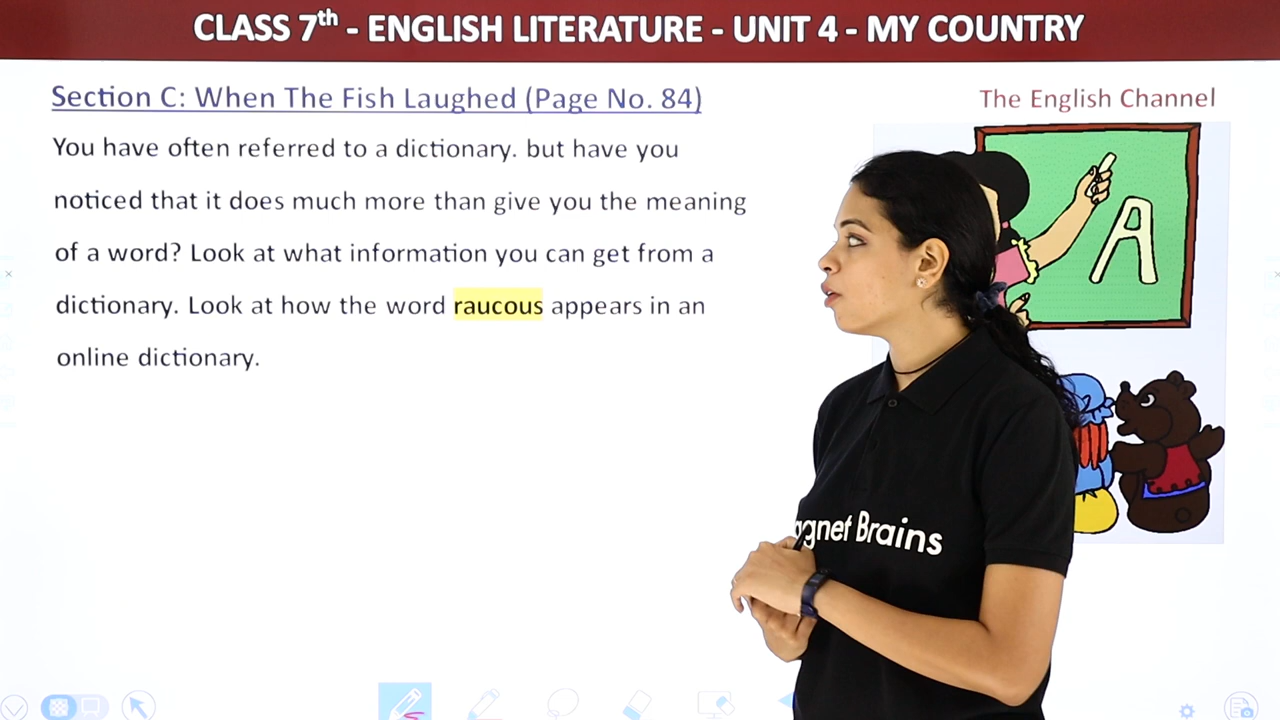 CLASS 7th - ENGLISH LITERATURE - UNIT 4 - MY COUNTRY
Section C: When The Fish Laughed (Page No. 84)
The English Channel
You have often referred to a dictionary. but have you
noticed that it does much more than give you the meaning
of a word? Look at what information you can get from a
dictionary. Look at how the word raucous appears in an
online dictionary.
A
agnet Brains